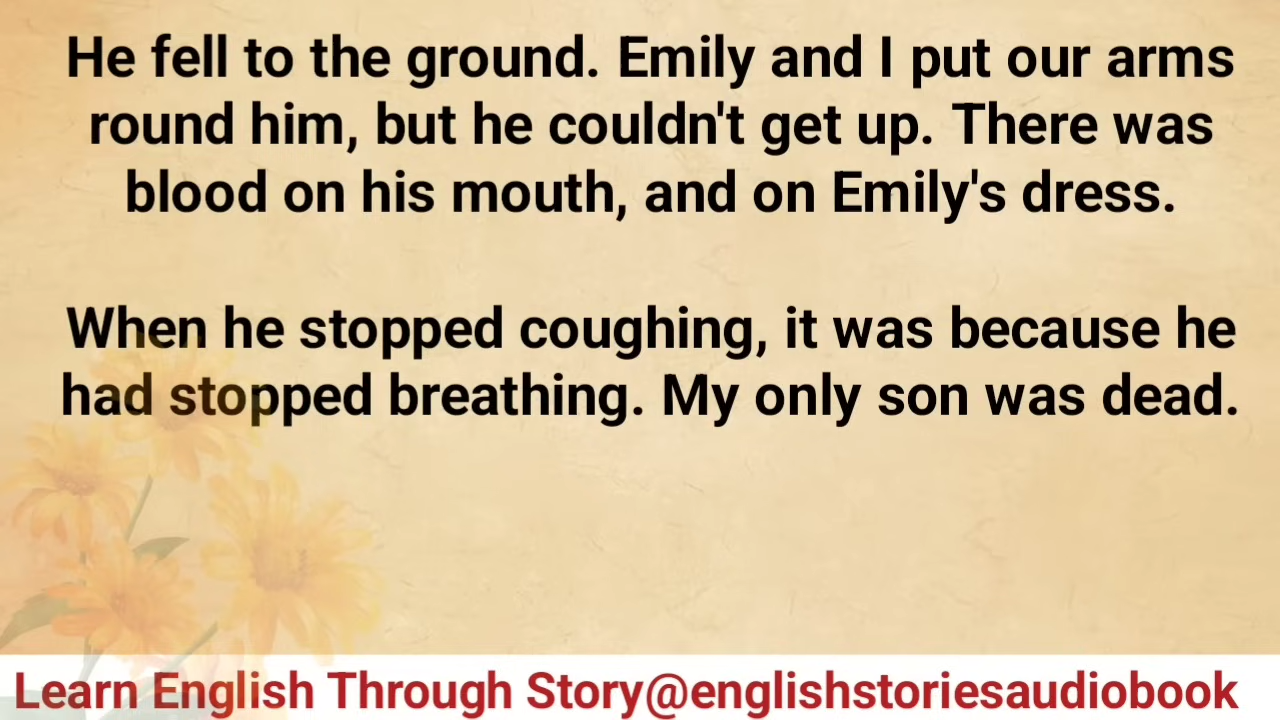 He fell to the ground. Emily and I put our arms
round him, but he couldn't get up. There was
blood on his mouth, and on Emily's dress.
When he stopped coughing, it was because he
had stopped breathing. My only son was dead.
Learn English Through Story@englishstoriesaudiobook